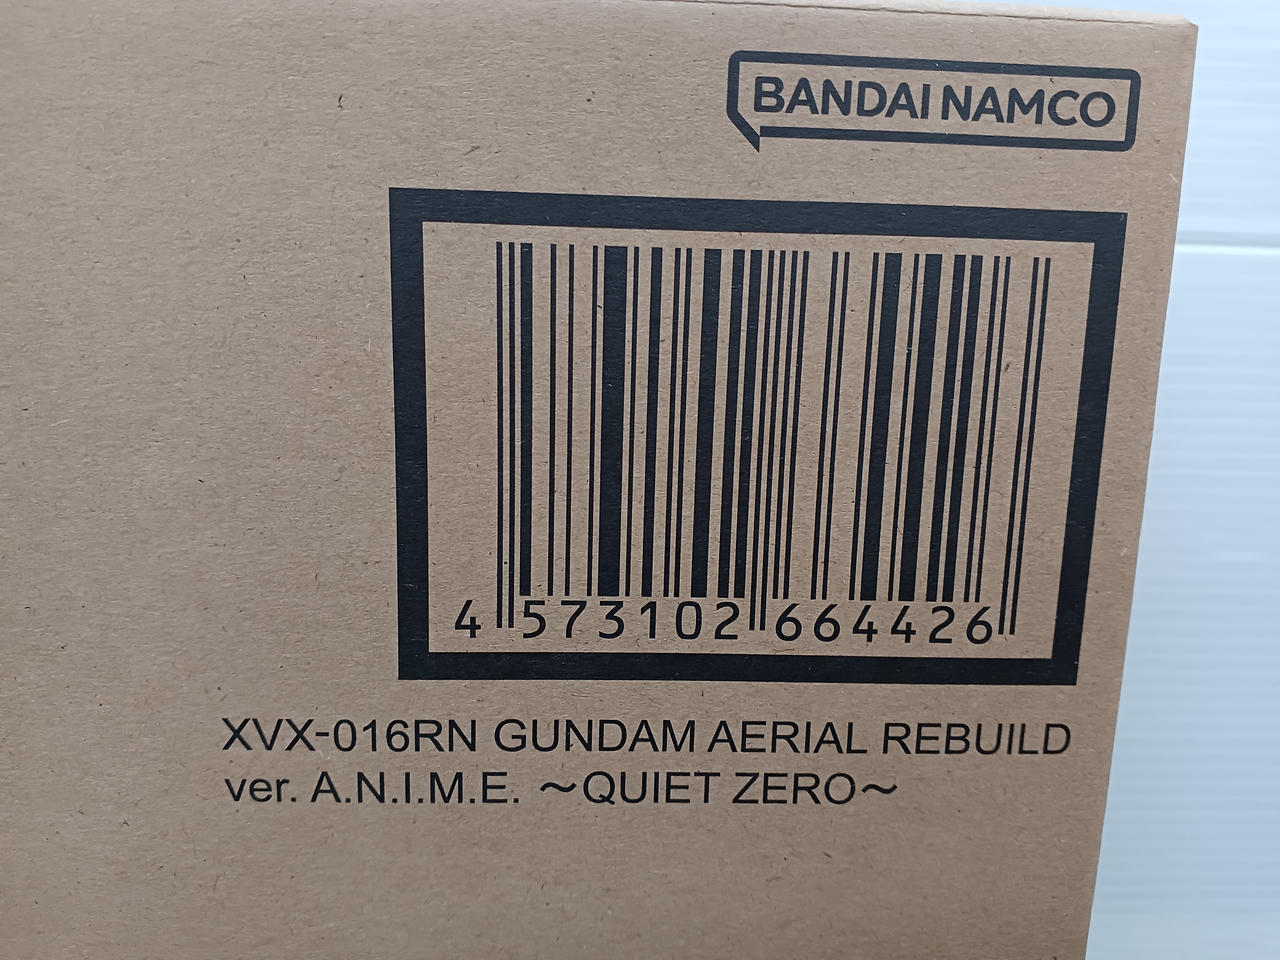 BANDAI NAMCO
4 573102 664426
XVX-016RN GUNDAM AERIAL REBUILD
ver. A.N.I.M.E. ～QUIET ZERO～